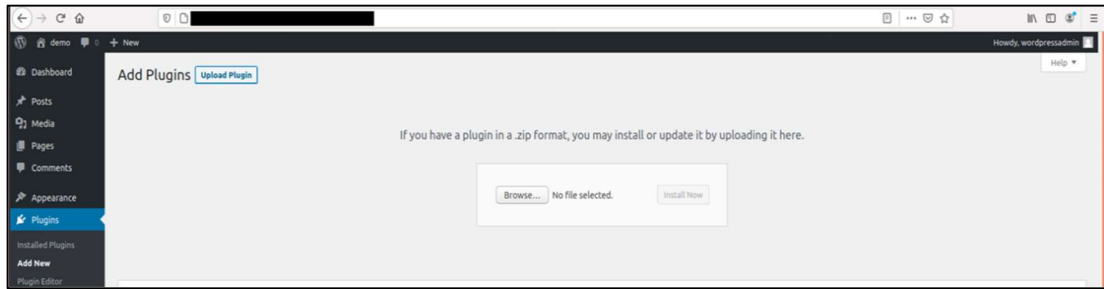 demo 0 + New Howdy, wordpressadmin
Help
Dashboard
Add Plugins Upload Plugin
Posts
Media
If you have a plugin in a .zip format, you may install or update it by uploading it here.
Pages
Comments
Browse... No file selected. Install Now
Appearance
Plugins
Installed Plugins
Add New
Plugin Editor